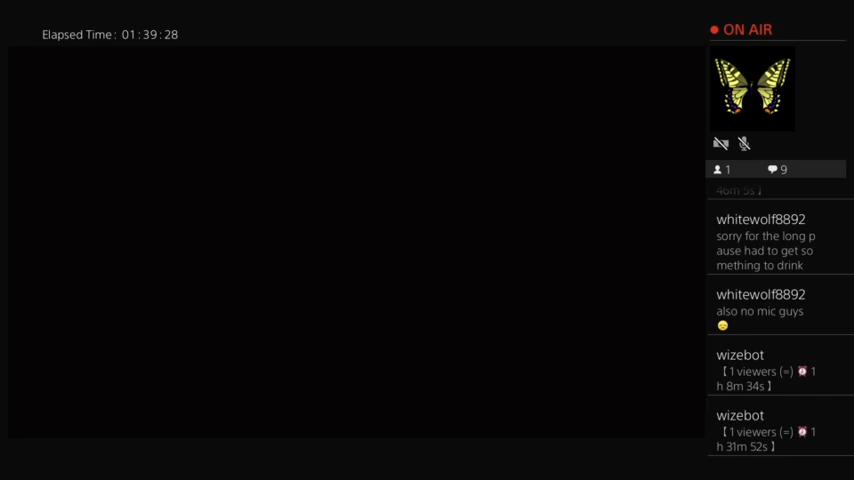 Elapsed Time: 01:39:28
ON AIR
1 9
46m 5s】
whitewolf8892
sorry for the long p
ause had to get so
mething to drink
whitewolf8892
also no mic guys
😞
wizebot
【1 viewers (=) ⏰ 1
h 8m 34s】
wizebot
【1 viewers (=) ⏰ 1
h 31m 52s】